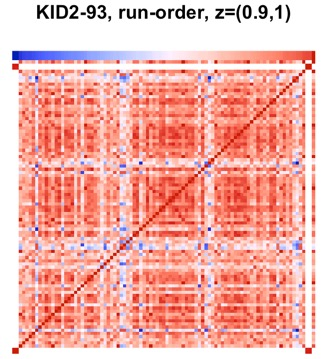 KID2-93, run-order, z=(0.9,1)